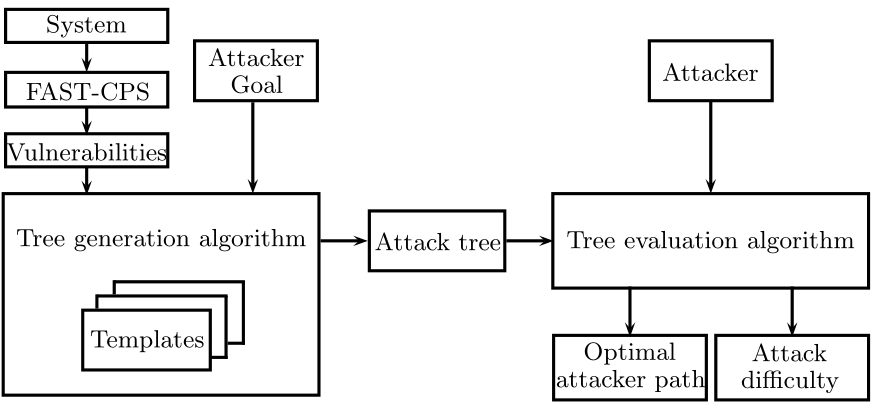 System
FAST-CPS
Vulnerabilities
Attacker
Goal
Attacker
Tree generation algorithm
Templates
Attack tree
Tree evaluation algorithm
Optimal
attacker path
Attack
difficulty